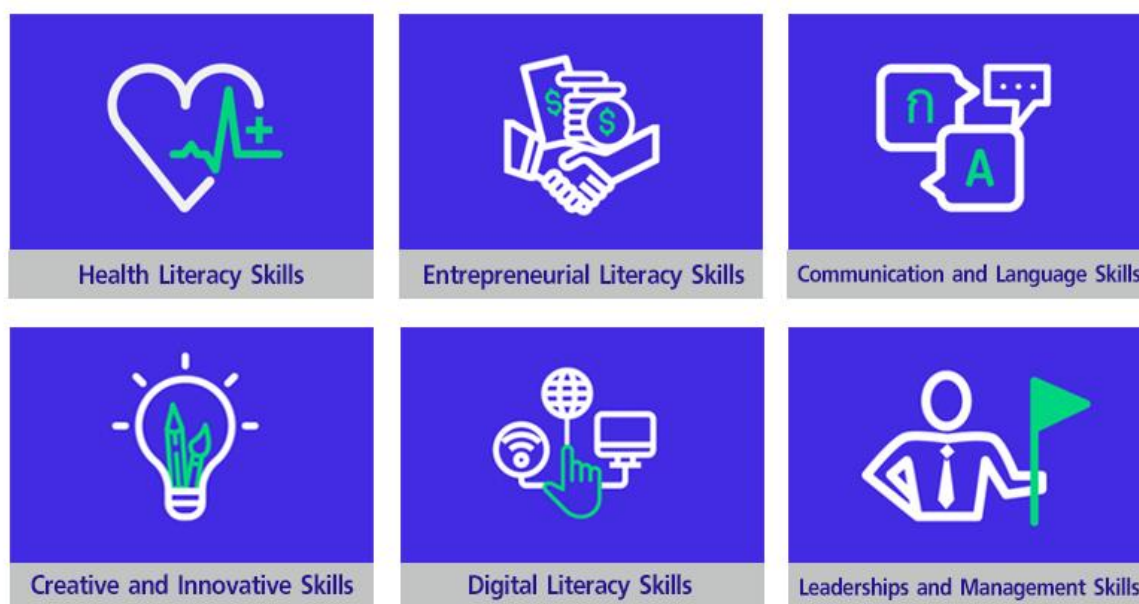 $
$
ก
...
A
Health Literacy Skills
Entrepreneurial Literacy Skills
Communication and Language Skills
Creative and Innovative Skills
Digital Literacy Skills
Leaderships and Management Skills